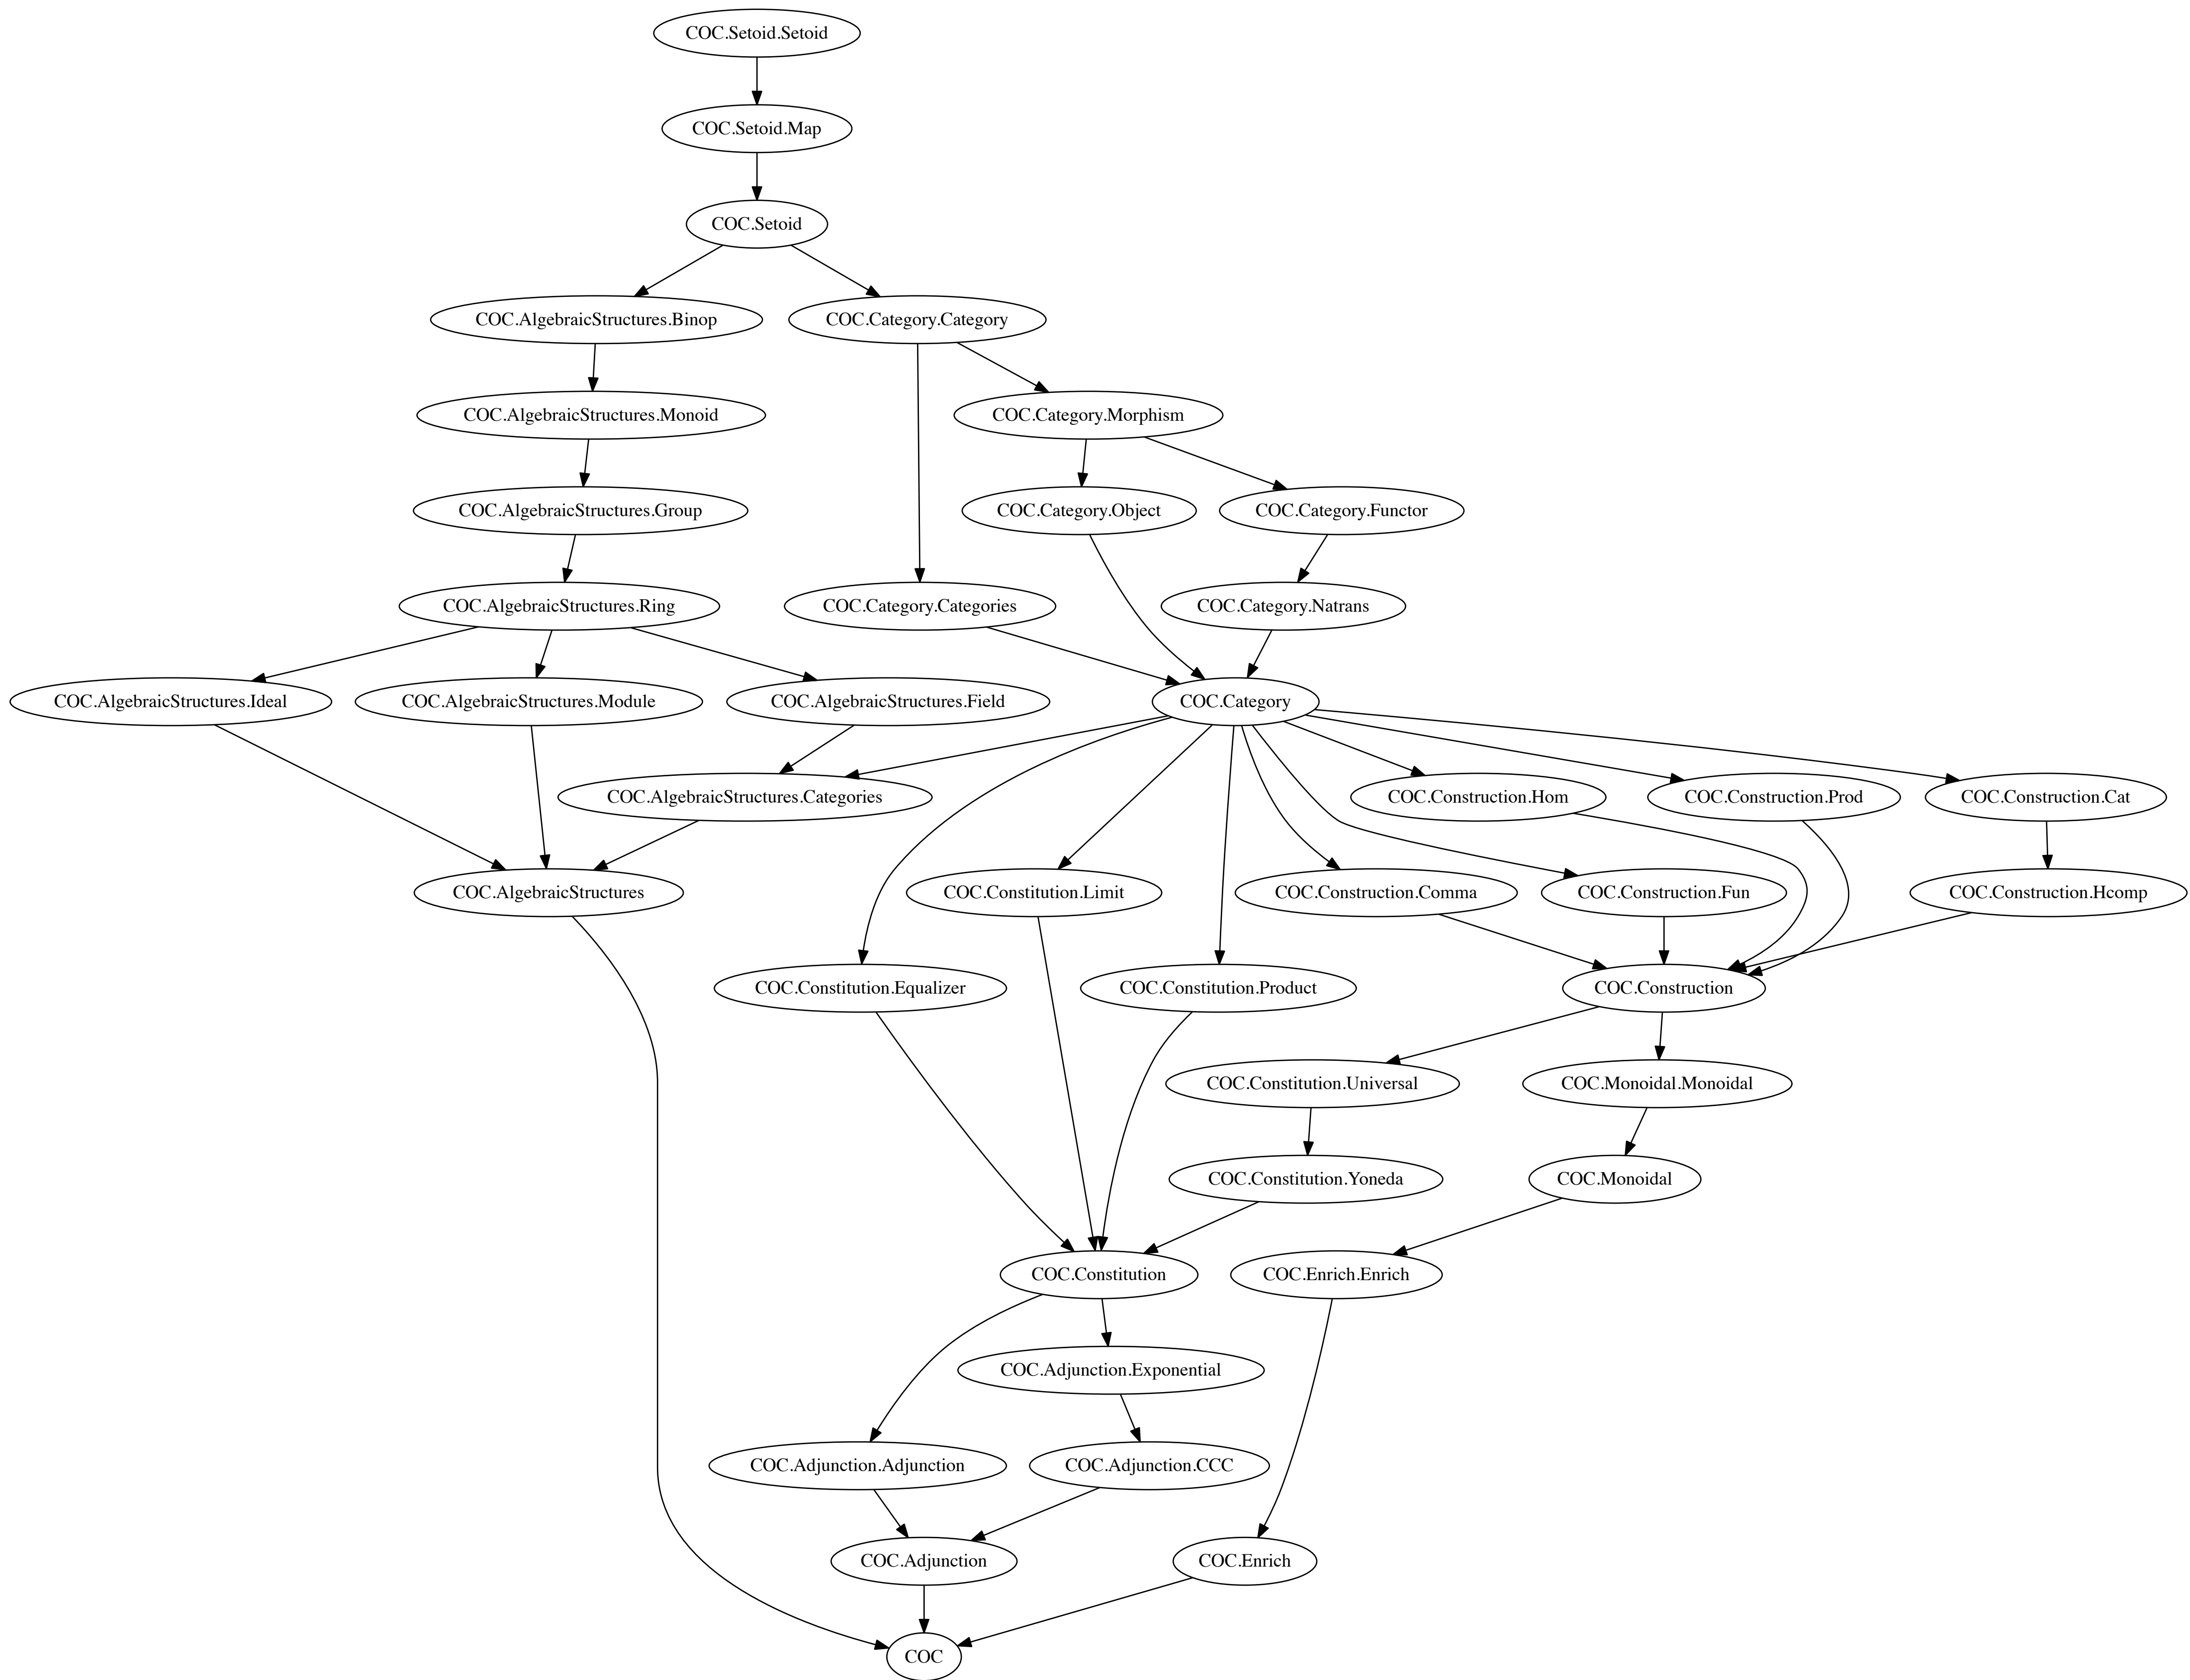 COC.Setoid.Setoid
COC.Setoid.Map
COC.Setoid
COC.AlgebraicStructures.Binop
COC.Category.Category
COC.AlgebraicStructures.Monoid
COC.Category.Morphism
COC.AlgebraicStructures.Group
COC.Category.Object
COC.Category.Functor
COC.AlgebraicStructures.Ring
COC.Category.Categories
COC.Category.Natrans
COC.AlgebraicStructures.Ideal
COC.AlgebraicStructures.Module
COC.AlgebraicStructures.Field
COC.Category
COC.AlgebraicStructures.Categories
COC.Construction.Hom
COC.Construction.Prod
COC.Construction.Cat
COC.AlgebraicStructures
COC.Constitution.Limit
COC.Construction.Comma
COC.Construction.Fun
COC.Construction.Hcomp
COC.Constitution.Equalizer
COC.Constitution.Product
COC.Construction
COC.Constitution.Universal
COC.Monoidal.Monoidal
COC.Constitution.Yoneda
COC.Monoidal
COC.Constitution
COC.Enrich.Enrich
COC.Adjunction.Exponential
COC.Adjunction.Adjunction
COC.Adjunction.CCC
COC.Adjunction
COC.Enrich
COC